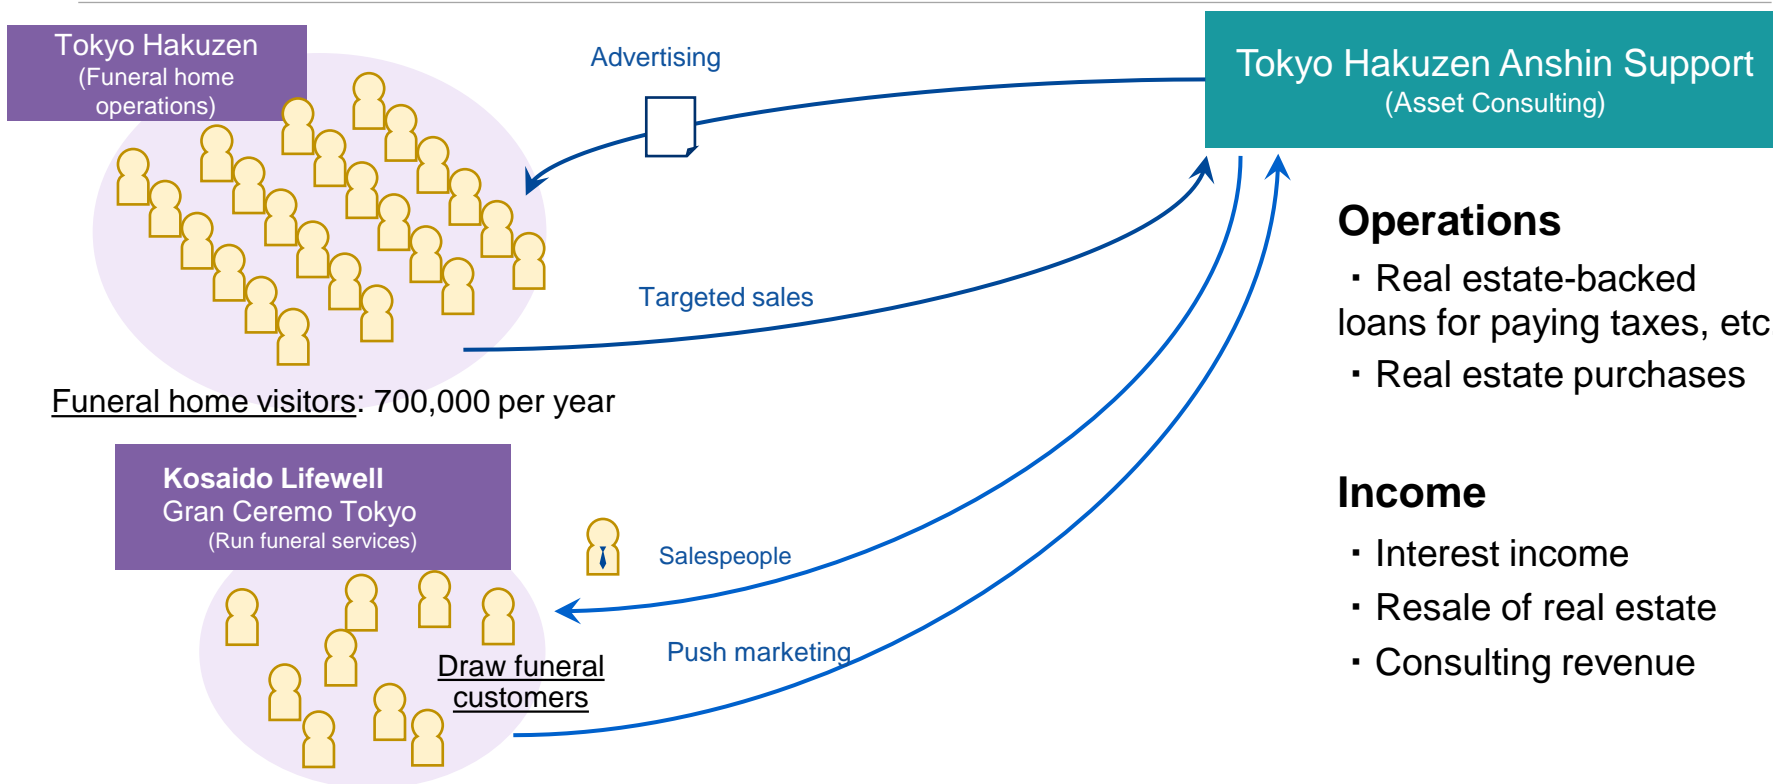 Tokyo Hakuzen
(Funeral home
operations)
Advertising
Tokyo Hakuzen Anshin Support
(Asset Consulting)
Targeted sales
Funeral home visitors: 700,000 per year
Kosaido Lifewell
Gran Ceremo Tokyo
(Run funeral services)
Salespeople
Push marketing
Draw funeral
customers
Operations
・Real estate-backed
loans for paying taxes, etc
・Real estate purchases
Income
・Interest income
・Resale of real estate
・Consulting revenue